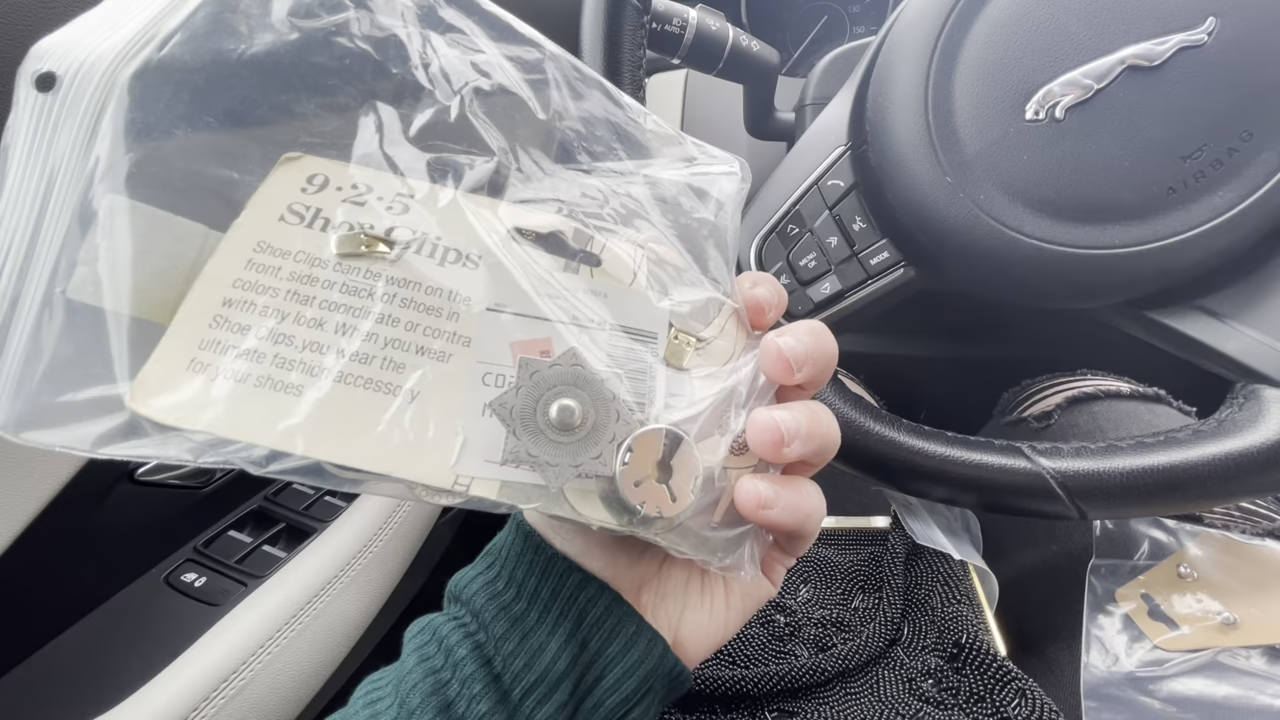 9·2·5
Shoe Clips
Shoe Clips can be worn on the
front, side or back of shoes in
colors that coordinate or contra
with any look. When you wear
Shoe Clips, you wear the
ultimate fashion accessory
for your shoes
AUTO
130
150
MENU
OK
MODE
AIRBAG